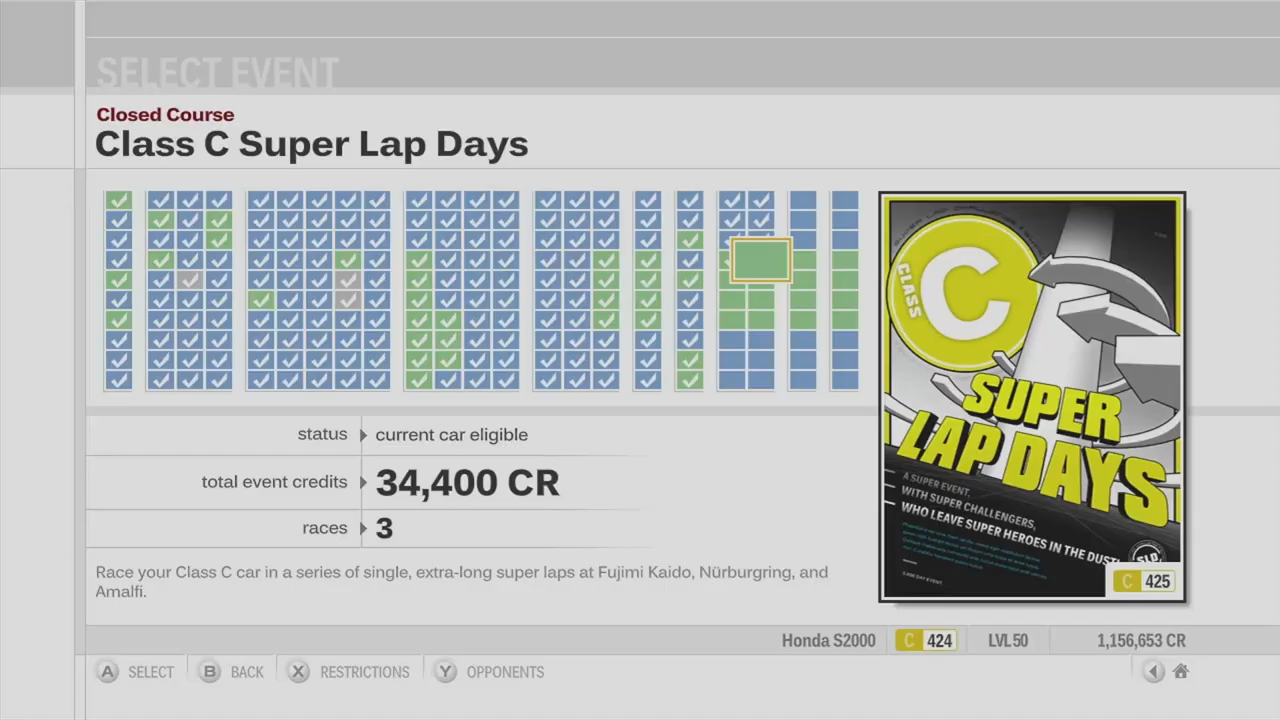 SELECT EVENT
Closed Course
Class C Super Lap Days
CLASS
C
SUPER
LAP DAYS
A SUPER EVENT,
WITH SUPER CHALLENGERS,
WHO LEAVE SUPER HEROES IN THE DUST!
SLD
C 425
status
current car eligible
total event credits
34,400 CR
races
3
Race your Class C car in a series of single, extra-long super laps at Fujimi Kaido, Nürburgring, and
Amalfi.
Honda S2000
C 424
LVL 50
1,156,653 CR
A SELECT
B BACK
X RESTRICTIONS
Y OPPONENTS